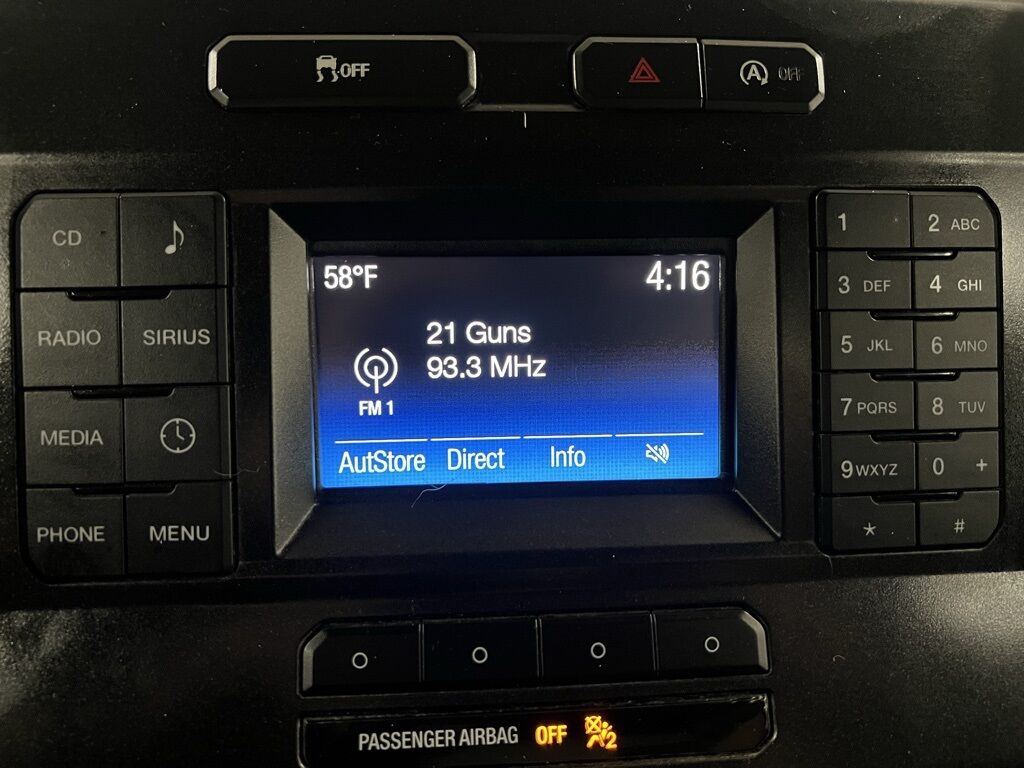 OFF
A OFF
CD
RADIO SIRIUS
MEDIA
PHONE MENU
58°F 4:16
21 Guns
93.3 MHz
FM 1
AutStore Direct Info
1 2 ABC
3 DEF 4 GHI
5 JKL 6 MNO
7 PQRS 8 TUV
9 WXYZ 0 +
* #
PASSENGER AIRBAG OFF 2